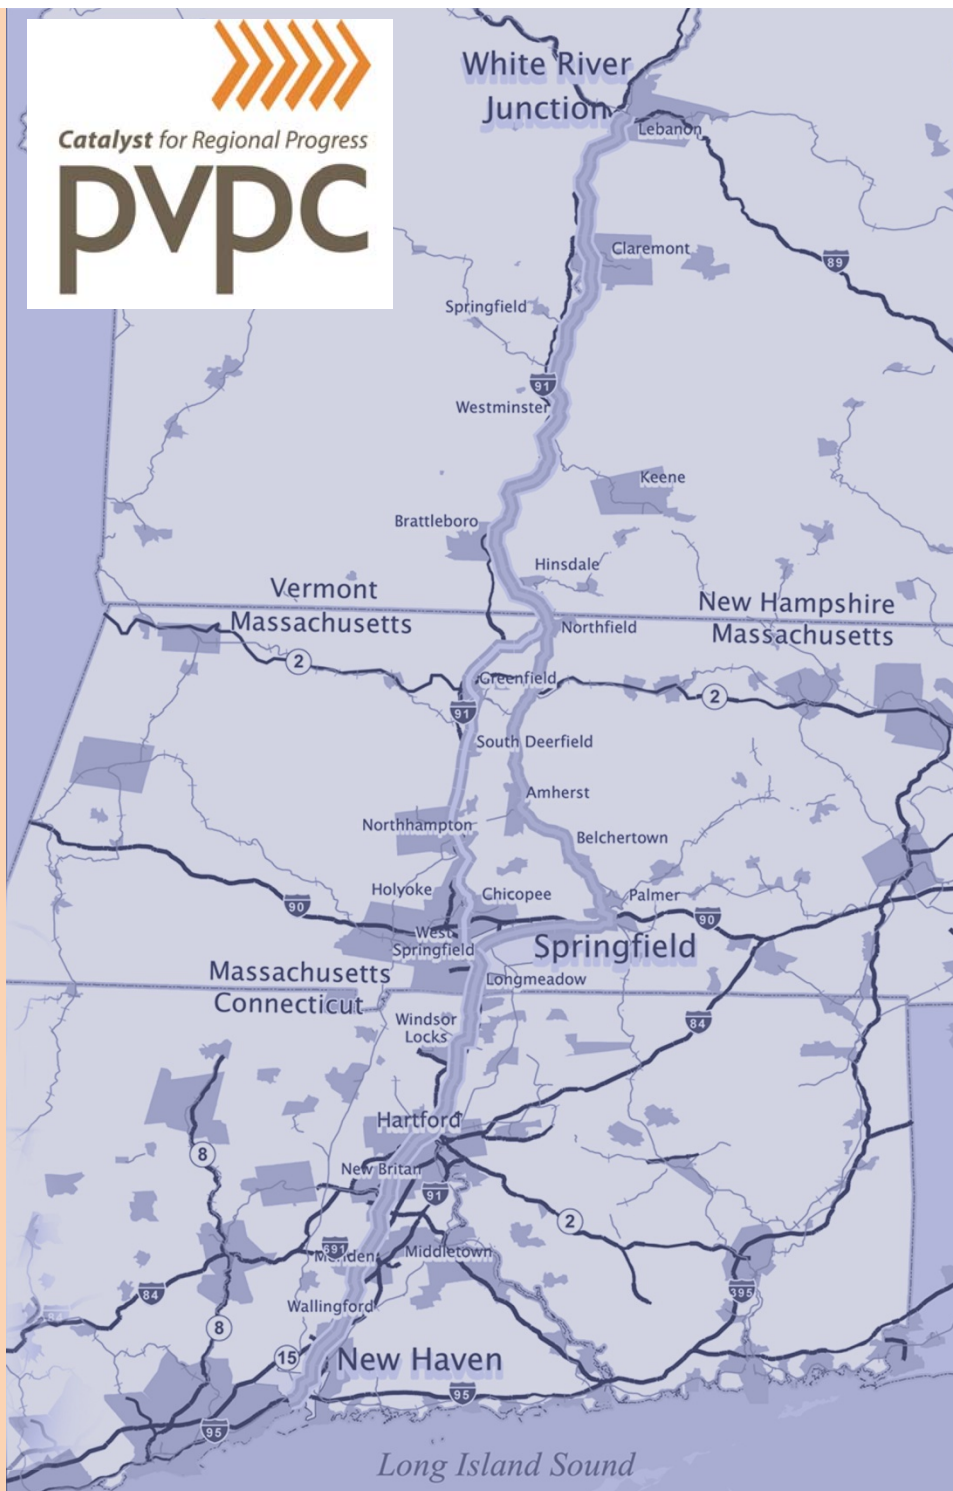 Catalyst for Regional Progress
pvpc
White River
Junction
Lebanon
89
Claremont
Springfield
91
Westminster
Keene
Brattleboro
Hinsdale
Vermont
Massachusetts
New Hampshire
Massachusetts
Northfield
2
Greenfield
2
91
South Deerfield
Amherst
Northhampton
Belchertown
Holyoke
Chicopee
Palmer
90
90
West
Springfield
Springfield
Massachusetts
Connecticut
Longmeadow
Windsor
Locks
84
Hartford
8
New Britan
91
2
691
Meriden
Middletown
84
395
84
Wallingford
8
15
New Haven
95
95
Long Island Sound